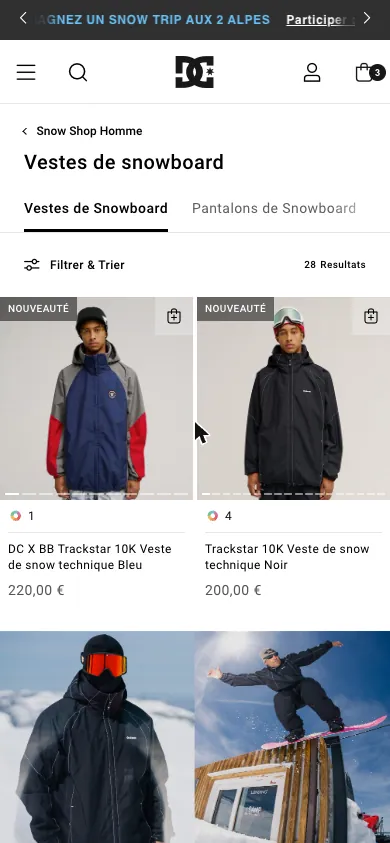 GAGNEZ UN SNOW TRIP AUX 2 ALPES Participer :
DC
3
Snow Shop Homme
Vestes de snowboard
Vestes de Snowboard Pantalons de Snowboard
Filtrer & Trier
28 Resultats
NOUVEAUTÉ
NOUVEAUTÉ
1
4
DC X BB Trackstar 10K Veste
de snow technique Bleu
220,00 €
Trackstar 10K Veste de snow
technique Noir
200,00 €